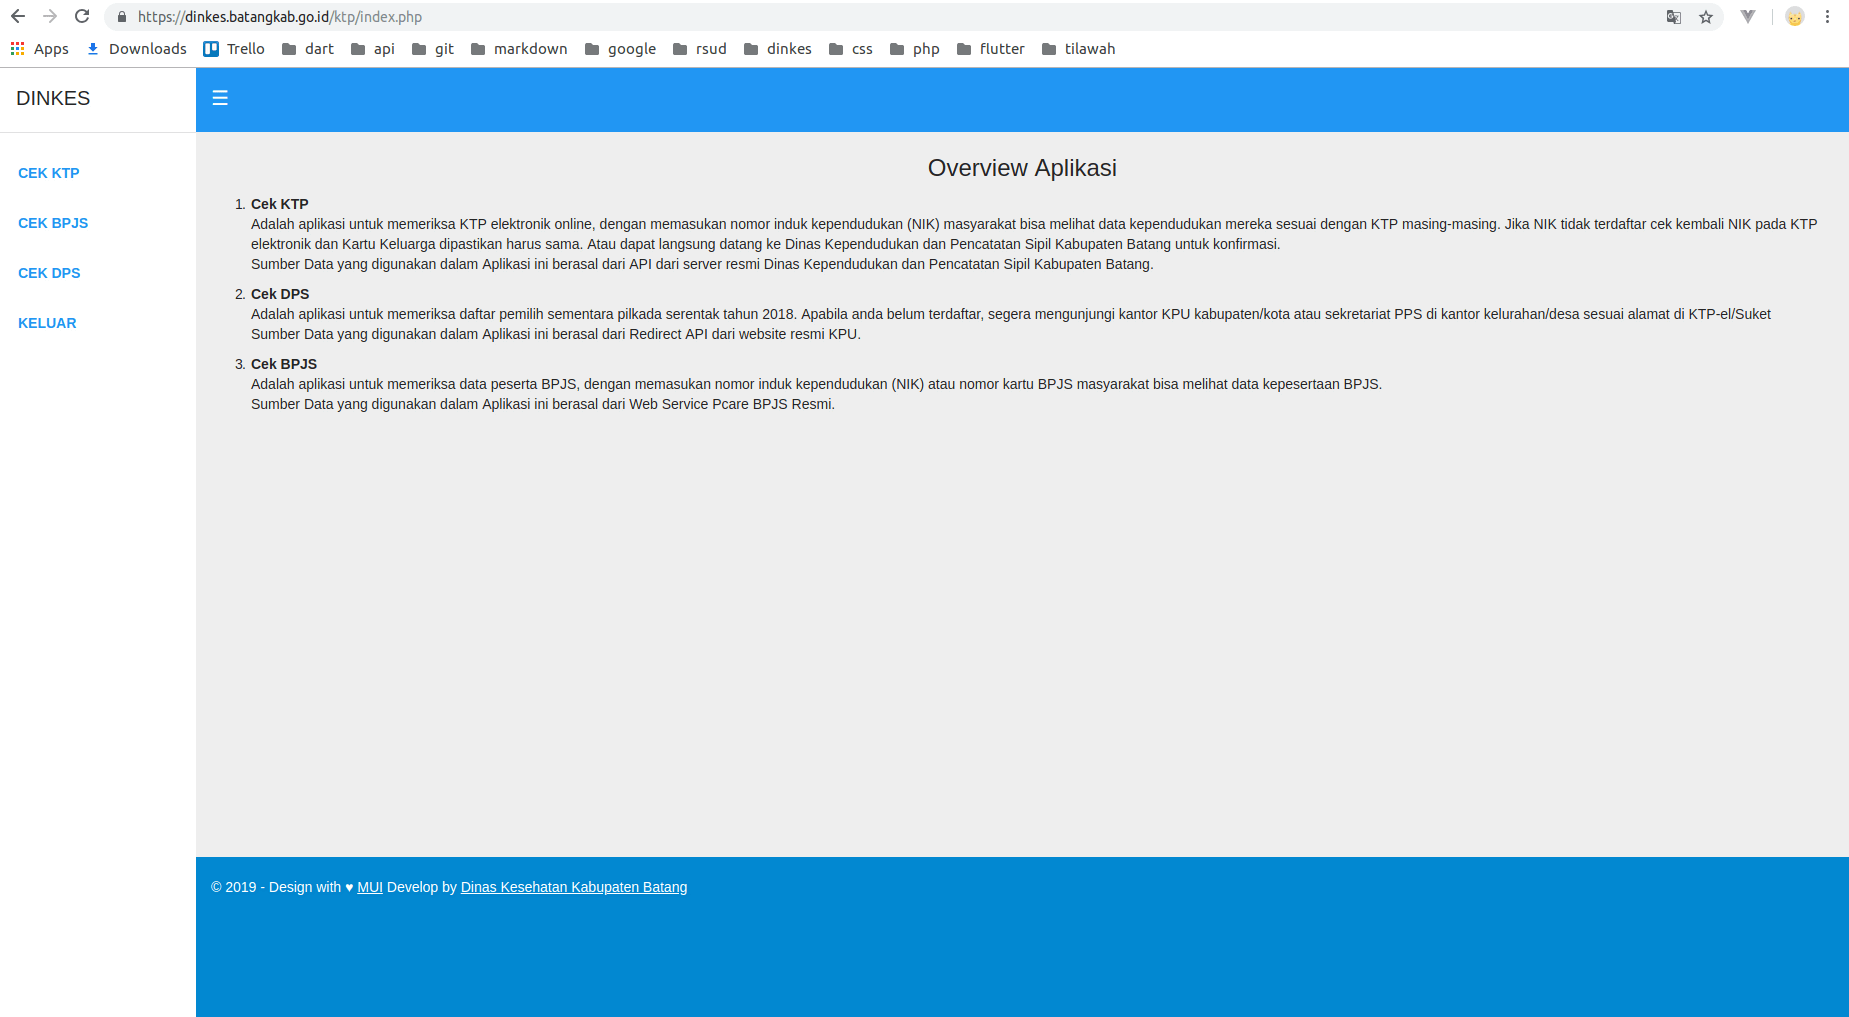 https://dinkes.batangkab.go.id/ktp/index.php
Apps Downloads Trello dart api git markdown google rsud dinkes css php flutter tilawah
DINKES
☰
CEK KTP
CEK BPJS
CEK DPS
KELUAR
Overview Aplikasi
1. Cek KTP
Adalah aplikasi untuk memeriksa KTP elektronik online, dengan memasukan nomor induk kependudukan (NIK) masyarakat bisa melihat data kependudukan mereka sesuai dengan KTP masing-masing. Jika NIK tidak terdaftar cek kembali NIK pada KTP
elektronik dan Kartu Keluarga dipastikan harus sama. Atau dapat langsung datang ke Dinas Kependudukan dan Pencatatan Sipil Kabupaten Batang untuk konfirmasi.
Sumber Data yang digunakan dalam Aplikasi ini berasal dari API dari server resmi Dinas Kependudukan dan Pencatatan Sipil Kabupaten Batang.
2. Cek DPS
Adalah aplikasi untuk memeriksa daftar pemilih sementara pilkada serentak tahun 2018. Apabila anda belum terdaftar, segera mengunjungi kantor KPU kabupaten/kota atau sekretariat PPS di kantor kelurahan/desa sesuai alamat di KTP-el/Suket
Sumber Data yang digunakan dalam Aplikasi ini berasal dari Redirect API dari website resmi KPU.
3. Cek BPJS
Adalah aplikasi untuk memeriksa data peserta BPJS, dengan memasukan nomor induk kependudukan (NIK) atau nomor kartu BPJS masyarakat bisa melihat data kepesertaan BPJS.
Sumber Data yang digunakan dalam Aplikasi ini berasal dari Web Service Pcare BPJS Resmi.
© 2019 - Design with ♥ MUI Develop by Dinas Kesehatan Kabupaten Batang